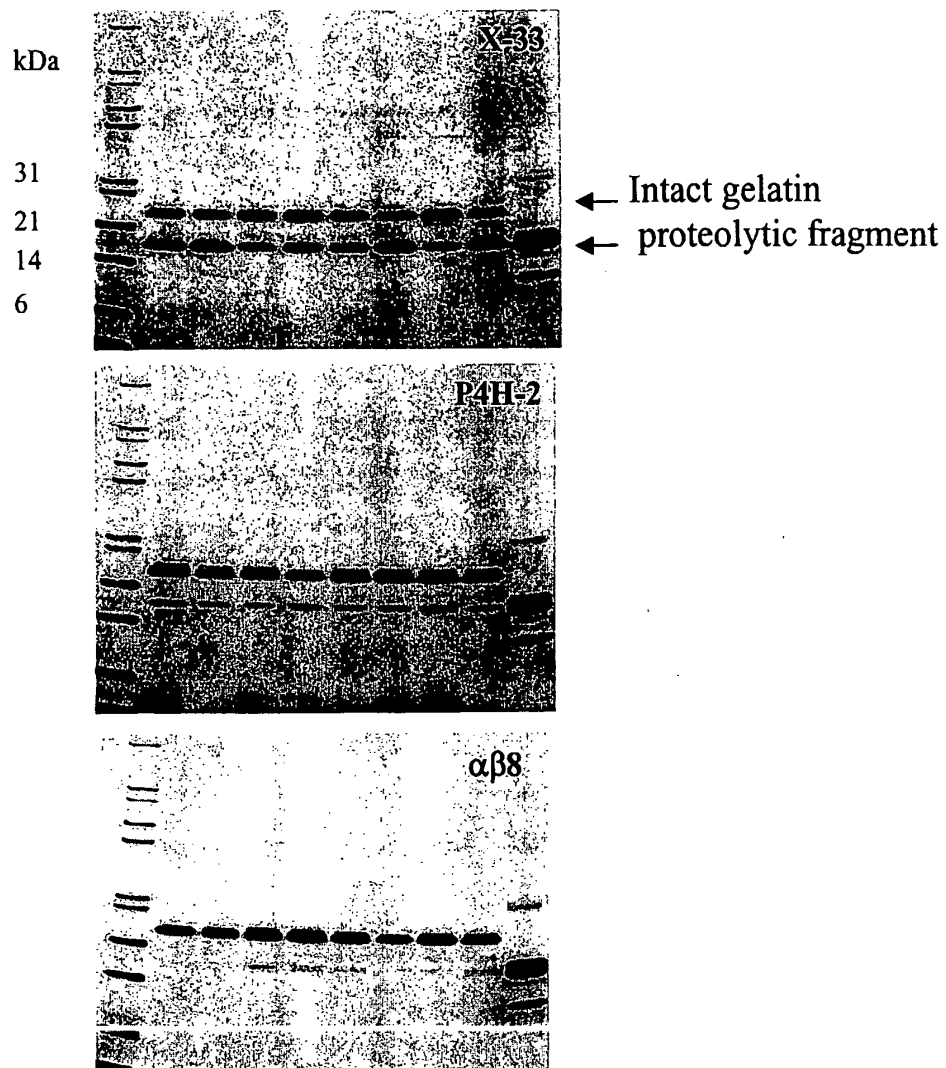 X-33
kDa
31
← Intact gelatin
21
← proteolytic fragment
14
6
P4H-2
αβ8